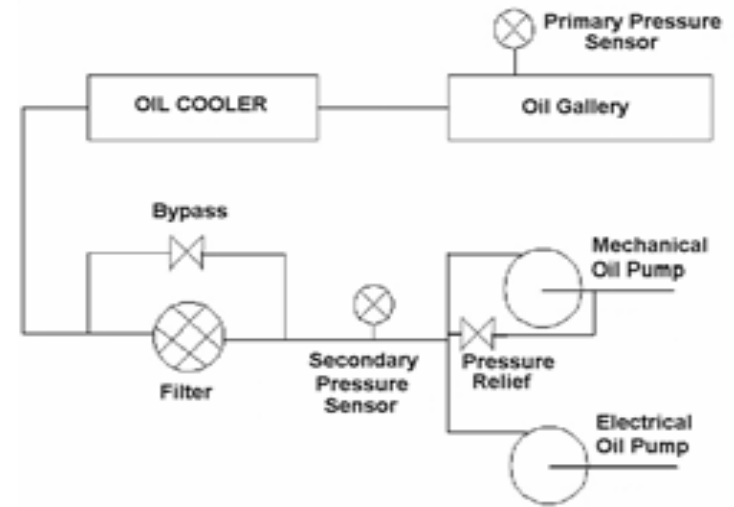 Primary Pressure
Sensor
OIL COOLER
Oil Gallery
Bypass
Mechanical
Oil Pump
Filter
Secondary
Pressure
Sensor
Pressure
Relief
Electrical
Oil Pump